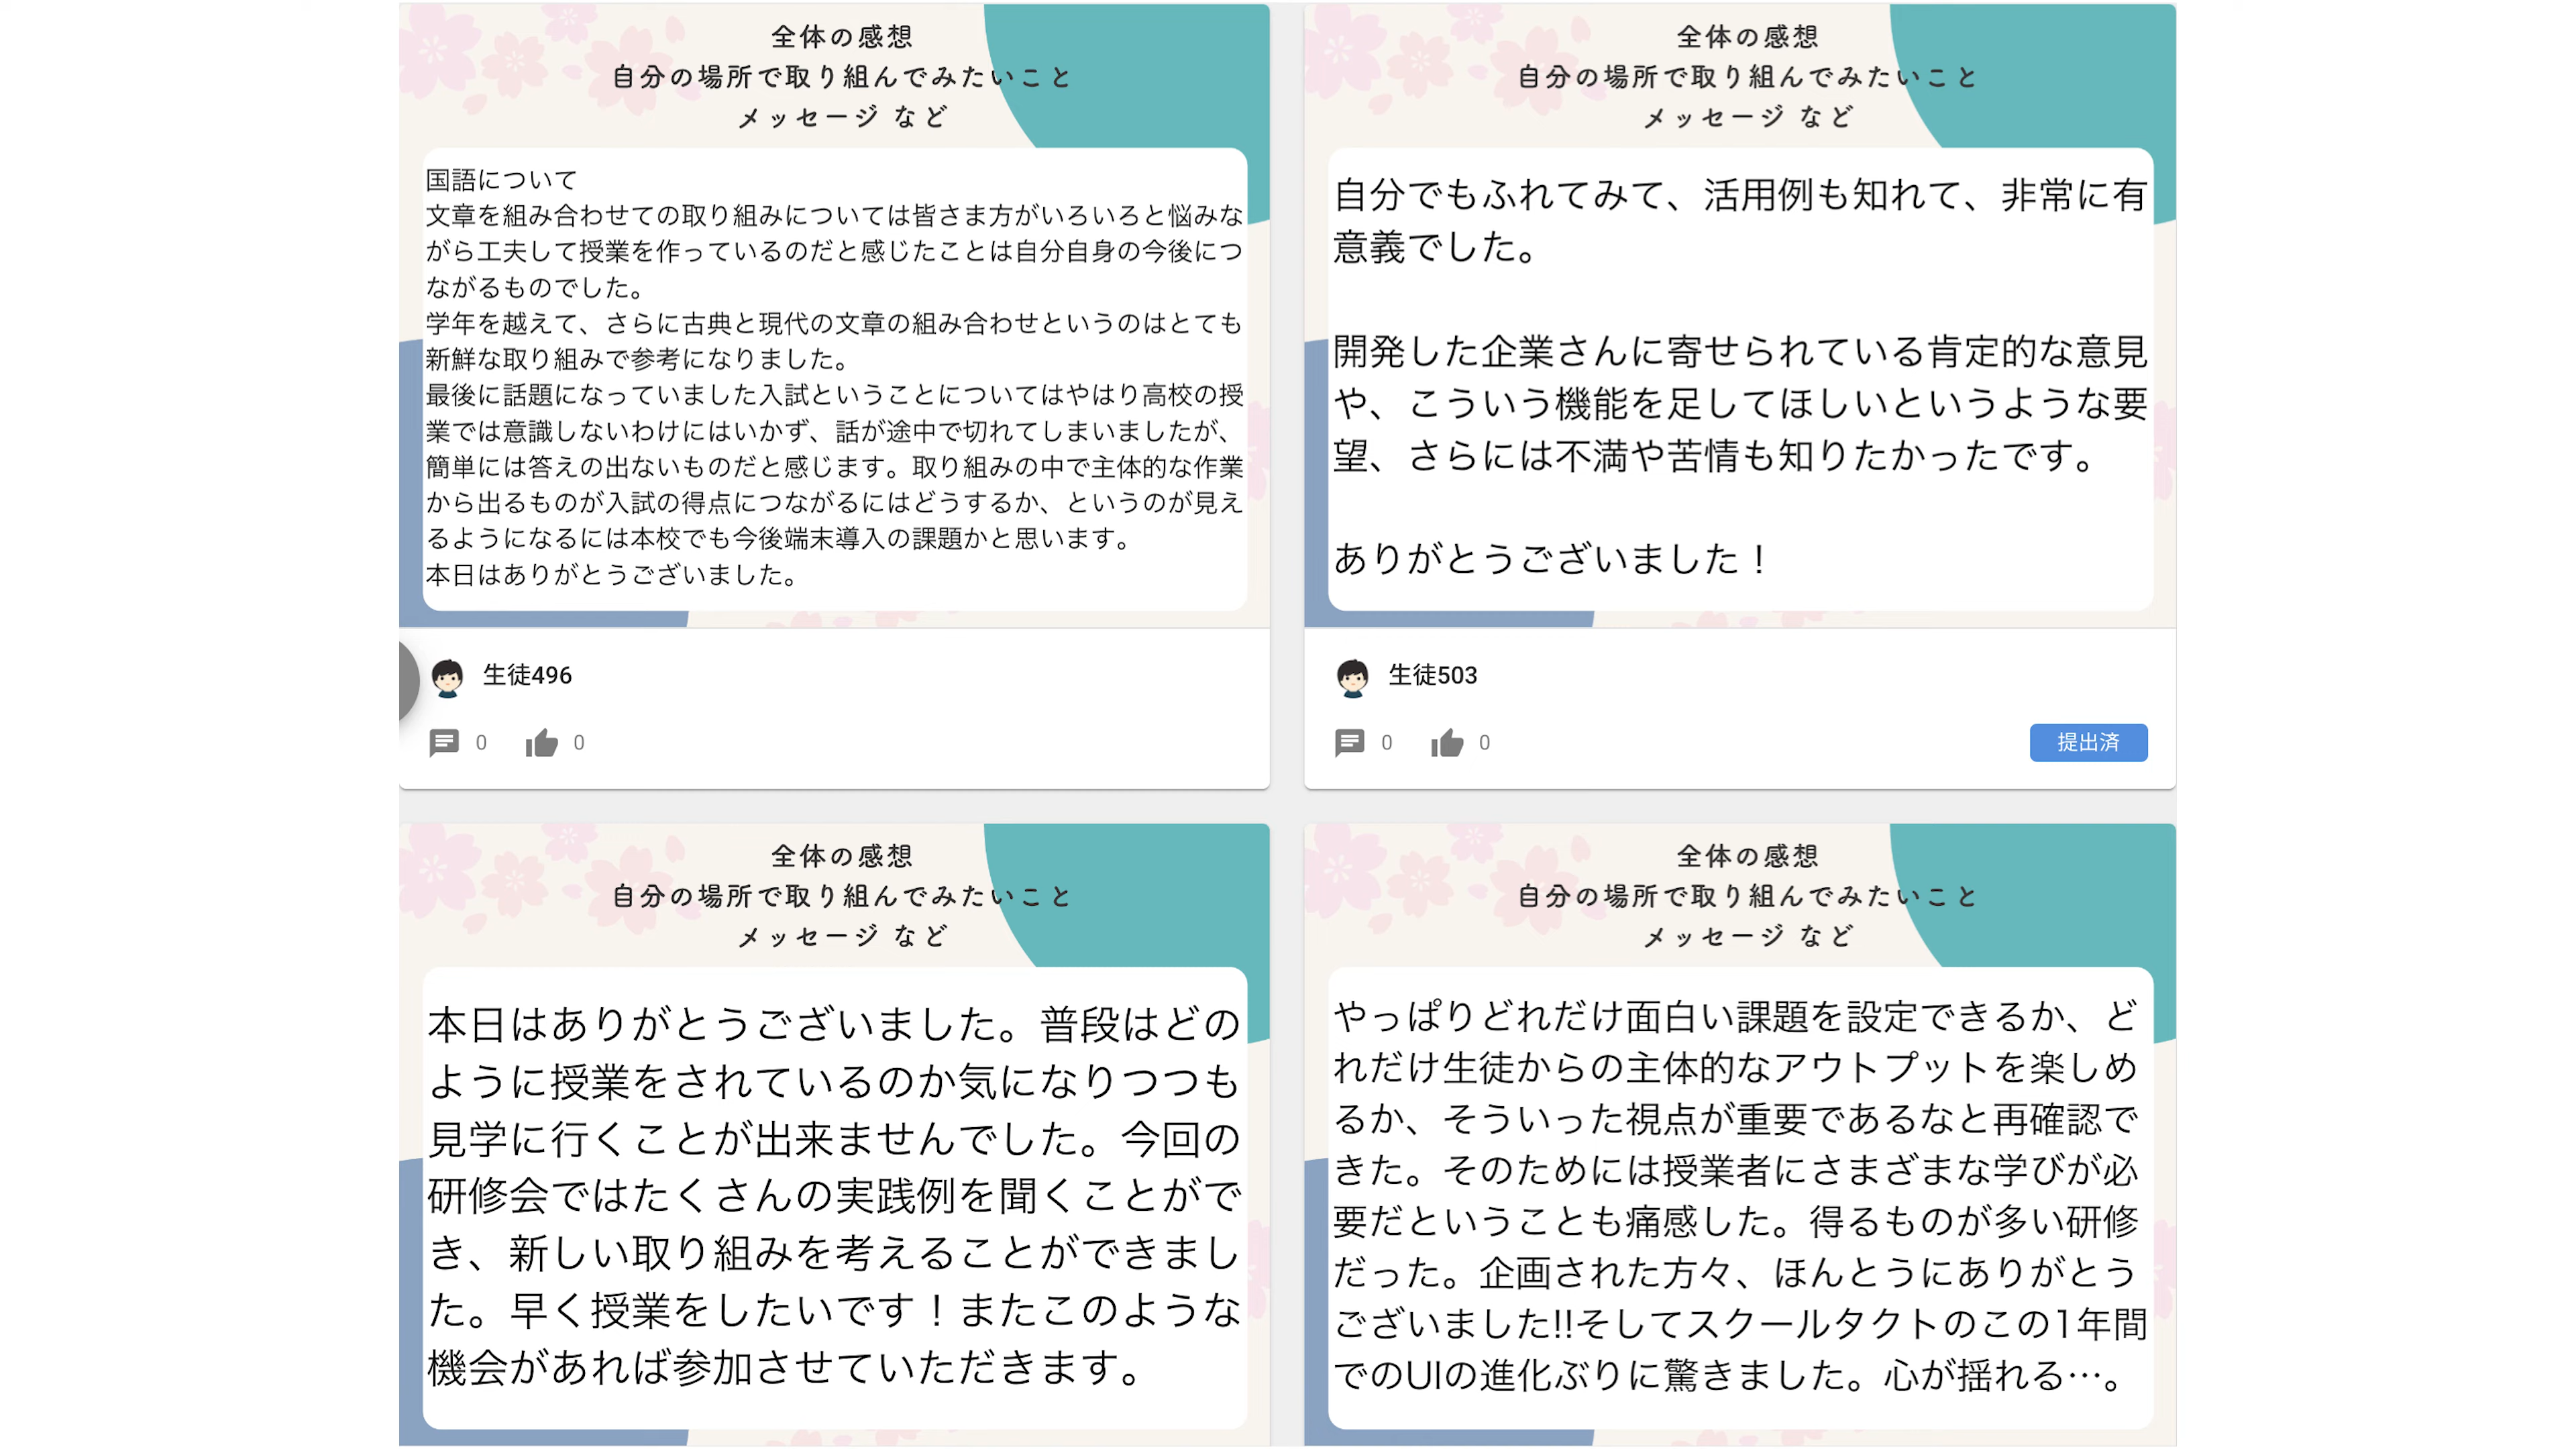 全体の感想
自分の場所で取り組んでみたいこと
メッセージ など
国語について
文章を組み合わせての取り組みについては皆さま方がいろいろと悩みな
がら工夫して授業を作っているのだと感じたことは自分自身の今後につ
ながるものでした。
学年を越えて、さらに古典と現代の文章の組み合わせというのはとても
新鮮な取り組みで参考になりました。
最後に話題になっていました入試ということについてはやはり高校の授
業では意識しないわけにはいかず、話が途中で切れてしまいましたが、
簡単には答えの出ないものだと感じます。取り組みの中で主体的な作業
から出るものが入試の得点につながるにはどうするか、というのが見え
るようになるには本校でも今後端末導入の課題かと思います。
本日はありがとうございました。
生徒496
0
0
全体の感想
自分の場所で取り組んでみたいこと
メッセージ など
自分でもふれてみて、活用例も知れて、非常に有
意義でした。
開発した企業さんに寄せられている肯定的な意見
や、こういう機能を足してほしいというような要
望、さらには不満や苦情も知りたかったです。
ありがとうございました！
生徒503
0
0
提出済
全体の感想
自分の場所で取り組んでみたいこと
メッセージ など
本日はありがとうございました。普段はどの
ように授業をされているのか気になりつつも
見学に行くことが出来ませんでした。今回の
研修会ではたくさんの実践例を聞くことがで
き、新しい取り組みを考えることができまし
た。早く授業をしたいです！またこのような
機会があれば参加させていただきます。
全体の感想
自分の場所で取り組んでみたいこと
メッセージ など
やっぱりどれだけ面白い課題を設定できるか、ど
れだけ生徒からの主体的なアウトプットを楽しめ
るか、そういった視点が重要であるなと再確認で
きた。そのためには授業者にさまざまな学びが必
要だということも痛感した。得るものが多い研修
だった。企画された方々、ほんとうにありがとう
ございました!!そしてスクールタクトのこの1年間
でのUIの進化ぶりに驚きました。心が揺れる…。